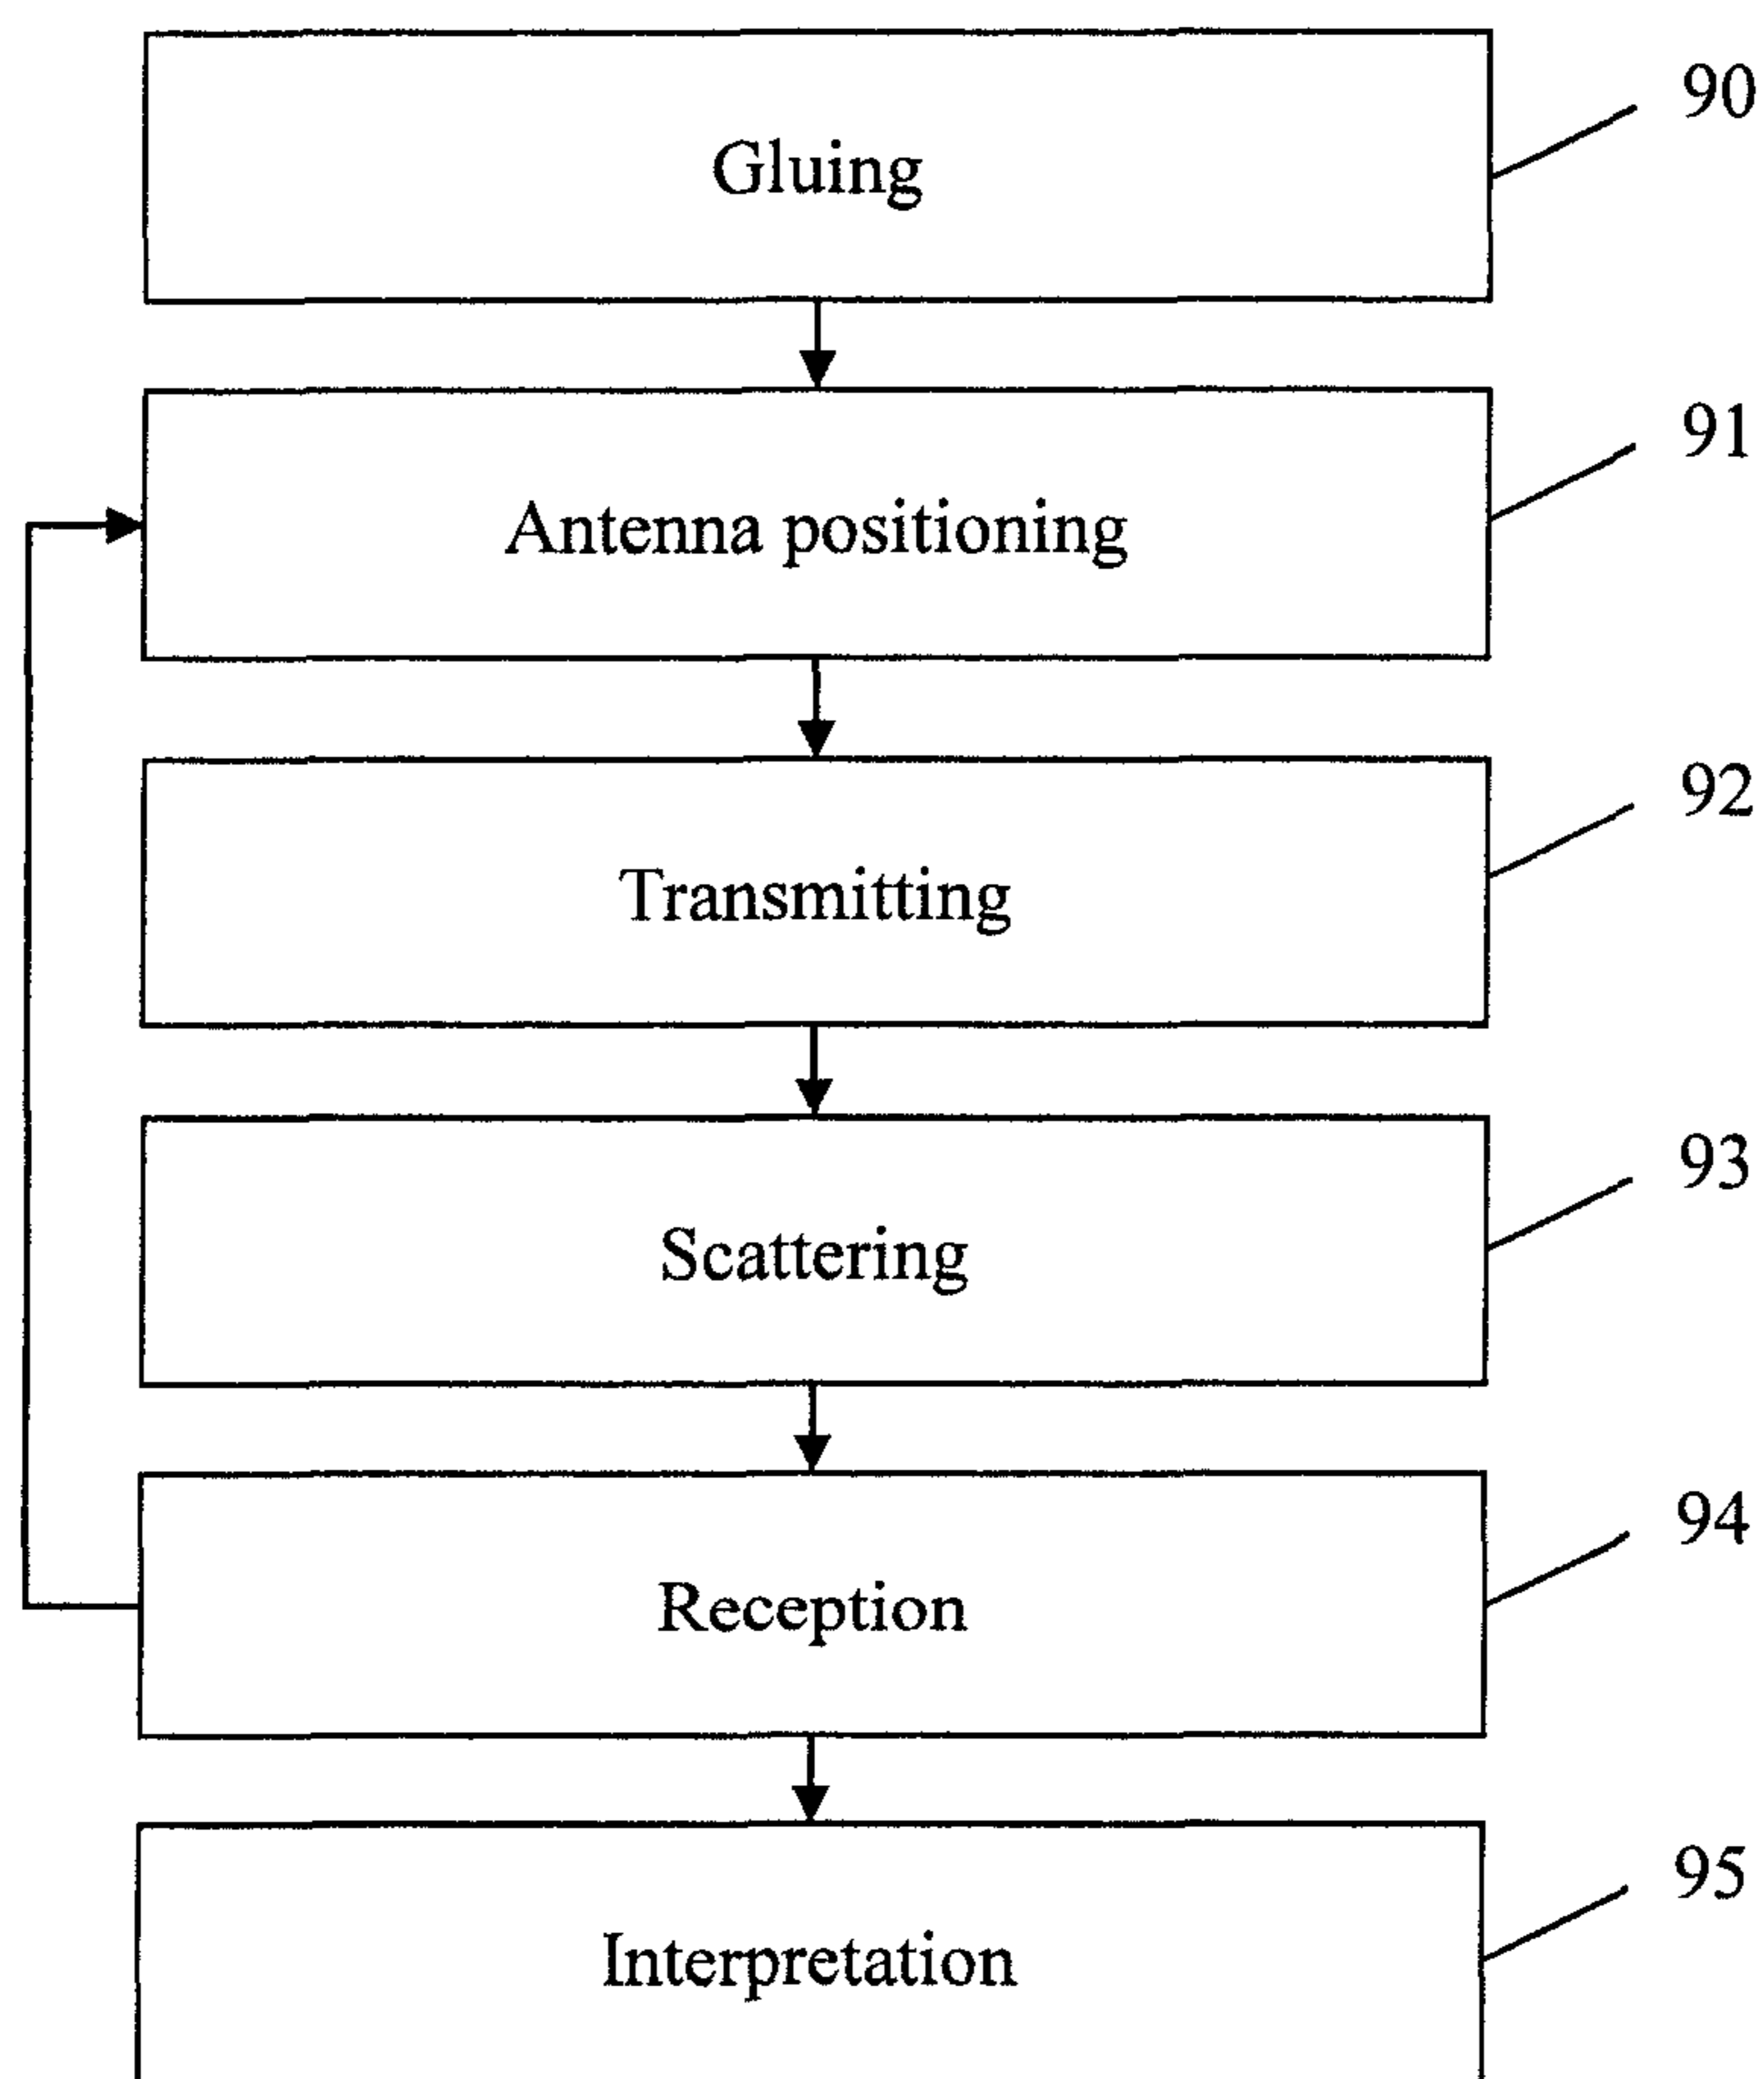 90
Gluing
91
Antenna positioning
92
Transmitting
93
Scattering
94
Reception
95
Interpretation